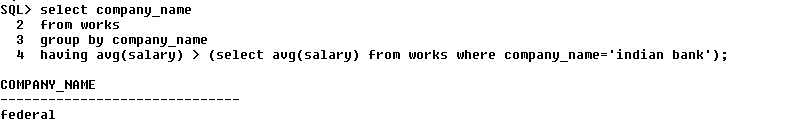 SQL> select company_name
2 from works
3 group by company_name
4 having avg(salary) > (select avg(salary) from works where company_name='indian bank');
COMPANY_NAME
------------------------------
federal